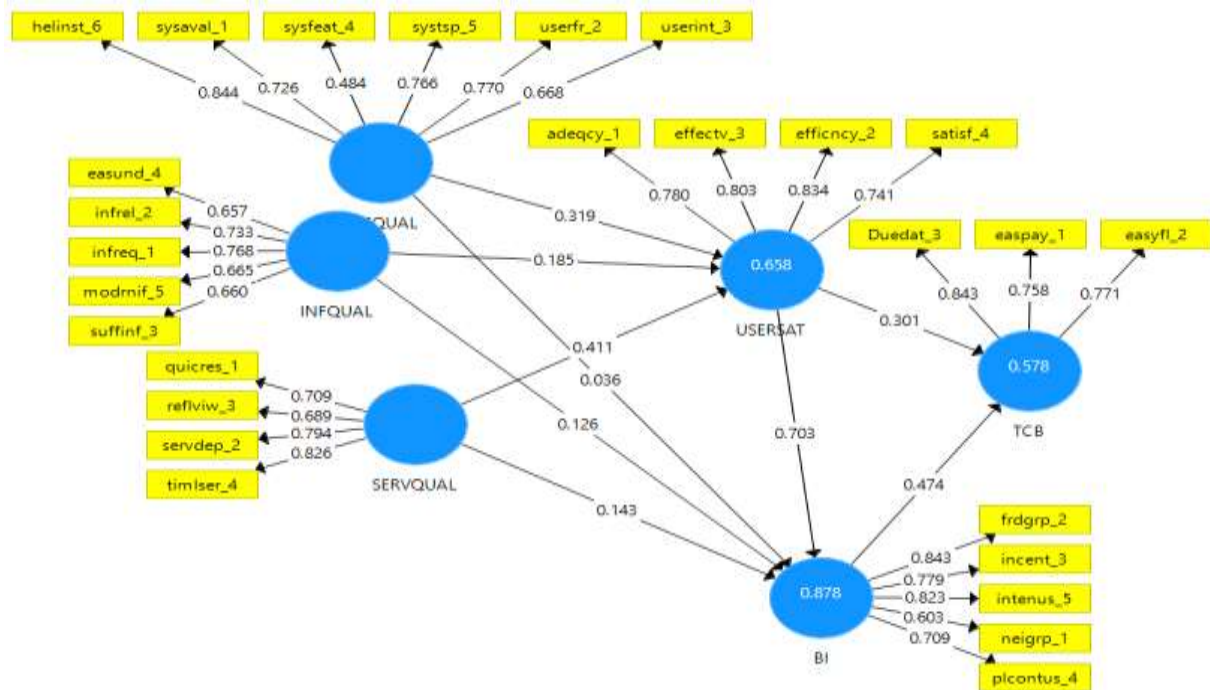 helinst_6 sysaval_1 sysfeat_4 systsp_5 userfr_2 userint_3
0.844 0.726 0.484 0.766 0.770 0.668
adeqcy_1 effectv_3 efficncy_2 satisf_4
0.780 0.803 0.834 0.741
easund_4
infrel_2
infreq_1
modrnif_5
suffinf_3
0.657
0.733
0.768
0.665
0.660
QUAL
INFQUAL
0.319
0.185
0.658
USERSAT
Duedat_3 easpay_1 easyfl_2
0.843 0.758 0.771
0.301
0.578
TCB
quicres_1
reflviw_3
servdep_2
timlser_4
0.709
0.689
0.794
0.826
SERVQUAL
0.411
0.036
0.126
0.143
0.703
0.474
0.878
BI
0.843
0.779
0.823
0.603
0.709
frdgrp_2
incent_3
intenus_5
neigrp_1
plcontus_4